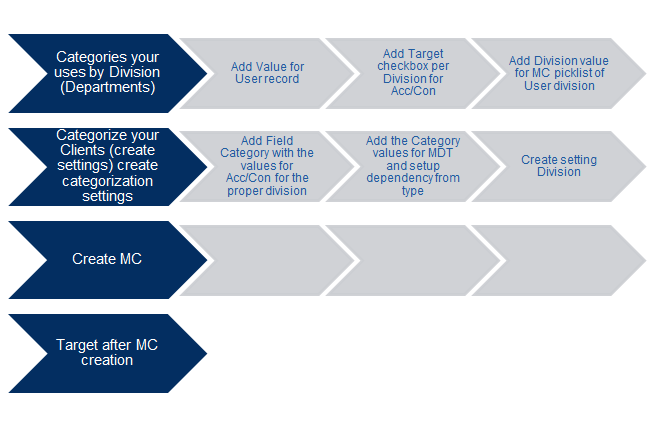 Categories your
uses by Division
(Departments)
Add Value for
User record
Add Target
checkbox per
Division for
Acc/Con
Add Division value
for MC picklist of
User division
Categorize your
Clients (create
settings) create
categorization
settings
Add Field
Category with the
values for
Acc/Con for the
proper division
Add the Category
values for MDT
and setup
dependency from
type
Create setting
Division
Create MC
Target after MC
creation